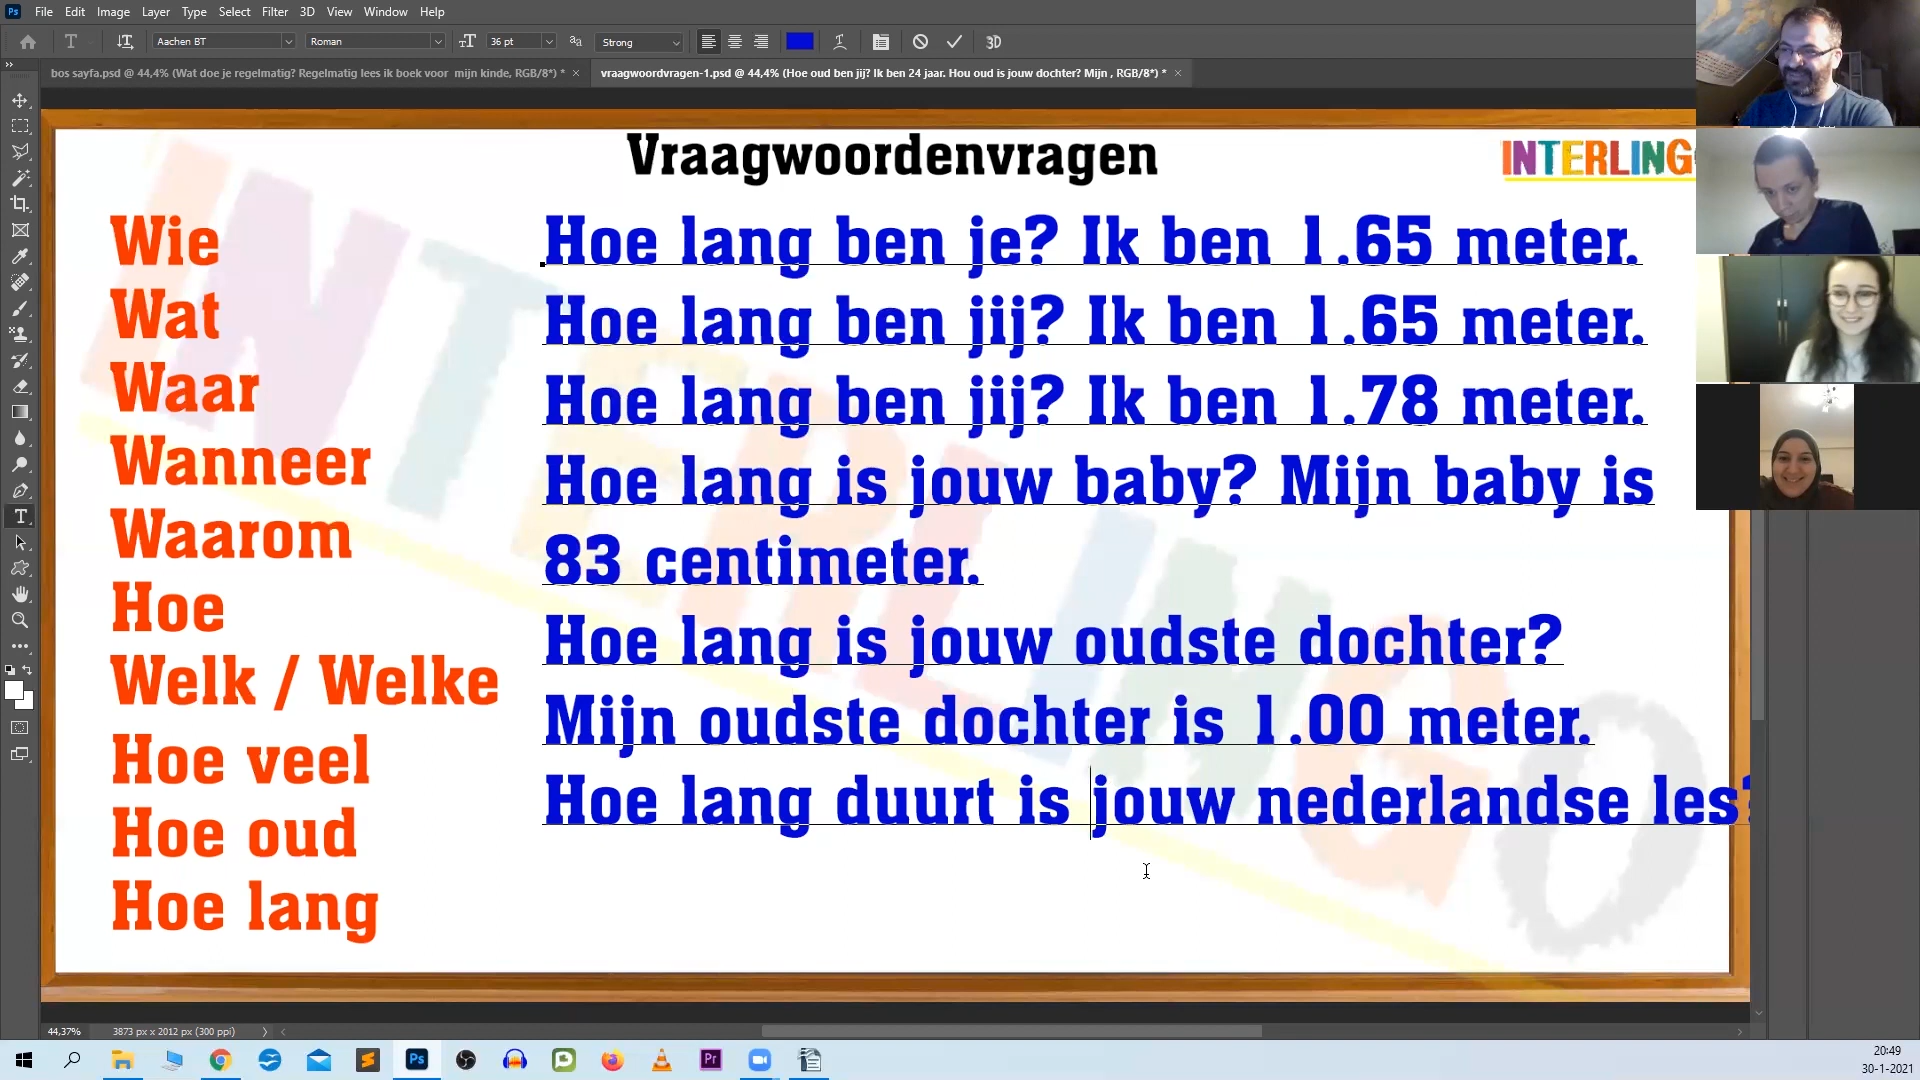 File Edit Image Layer Type Select Filter 3D View Window Help
Aachen BT Roman 36 pt Strong 3D
bos sayfa.psd @ 44,4% (Wat doe je regelmatig? Regelmatig lees ik boek voor mijn kinde, RGB/8*) *
vraagwoordvragen-1.psd @ 44,4% (Hoe oud ben jij? Ik ben 24 jaar. Hou oud is jouw dochter? Mijn , RGB/8*) *
Vraagwoordenvragen
INTERLING
Wie
Wat
Waar
Wanneer
Waarom
Hoe
Welk / Welke
Hoe veel
Hoe oud
Hoe lang
Hoe lang ben je? Ik ben 1.65 meter.
Hoe lang ben jij? Ik ben 1.65 meter.
Hoe lang ben jij? Ik ben 1.78 meter.
Hoe lang is jouw baby? Mijn baby is
83 centimeter.
Hoe lang is jouw oudste dochter?
Mijn oudste dochter is 1.00 meter.
Hoe lang duurt is jouw nederlandse les?
INTERLINGO
44,37% 3873 px x 2012 px (300 ppi)
20:49
30-1-2021